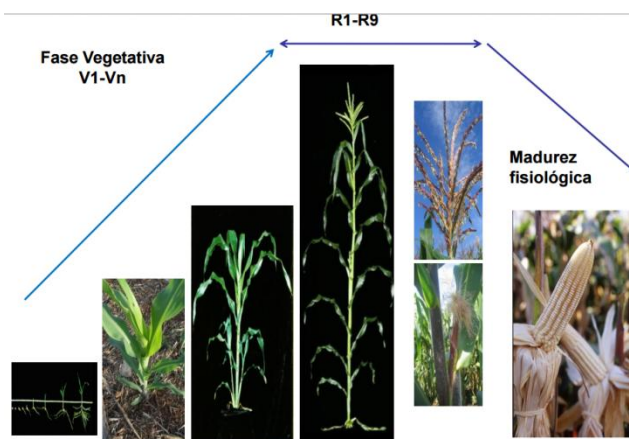 R1-R9
Fase Vegetativa
V1-Vn
Madurez
fisiológica